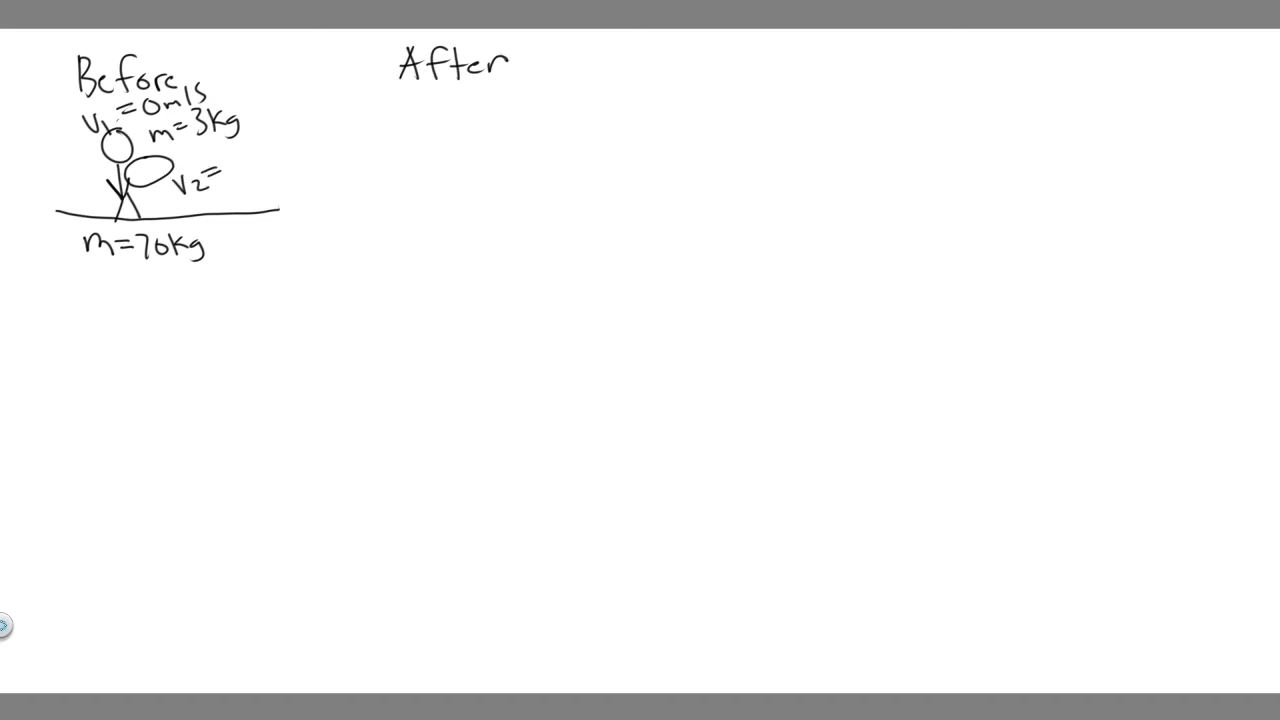 Before
After
v1 = 0m/s
m=3kg
v2=
m=70kg